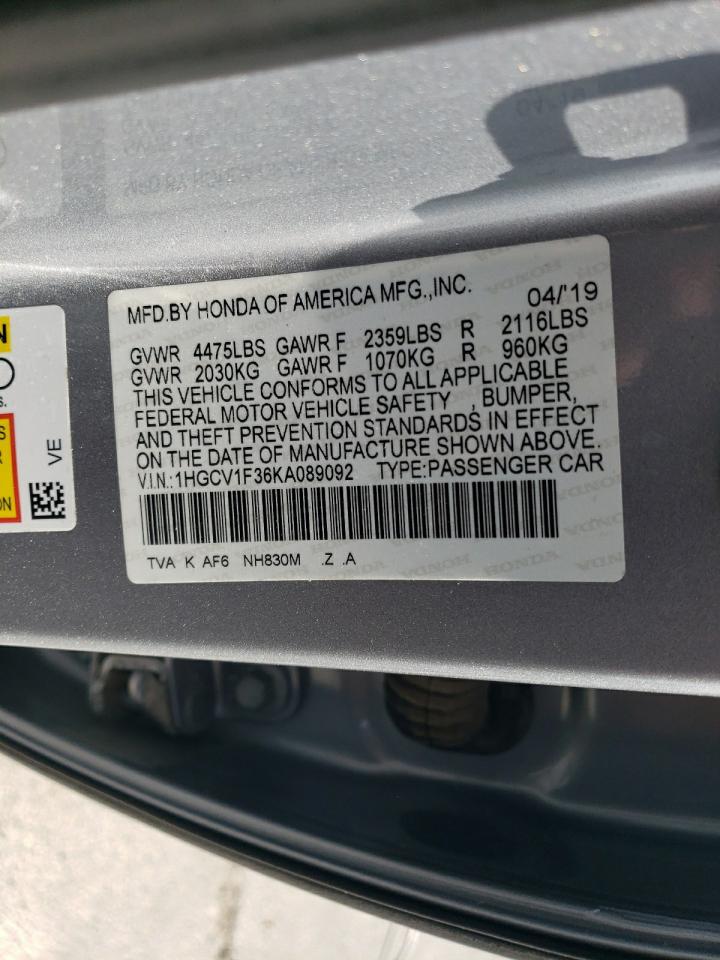 MFD.BY HONDA OF AMERICA MFG.,INC. 04/'19
GVWR 4475LBS GAWR F 2359LBS R 2116LBS
GVWR 2030KG GAWR F 1070KG R 960KG
THIS VEHICLE CONFORMS TO ALL APPLICABLE
FEDERAL MOTOR VEHICLE SAFETY , BUMPER,
AND THEFT PREVENTION STANDARDS IN EFFECT
ON THE DATE OF MANUFACTURE SHOWN ABOVE.
V.I.N.:1HGCV1F36KA089092 TYPE:PASSENGER CAR
TVA K AF6 NH830M .Z .A
VE